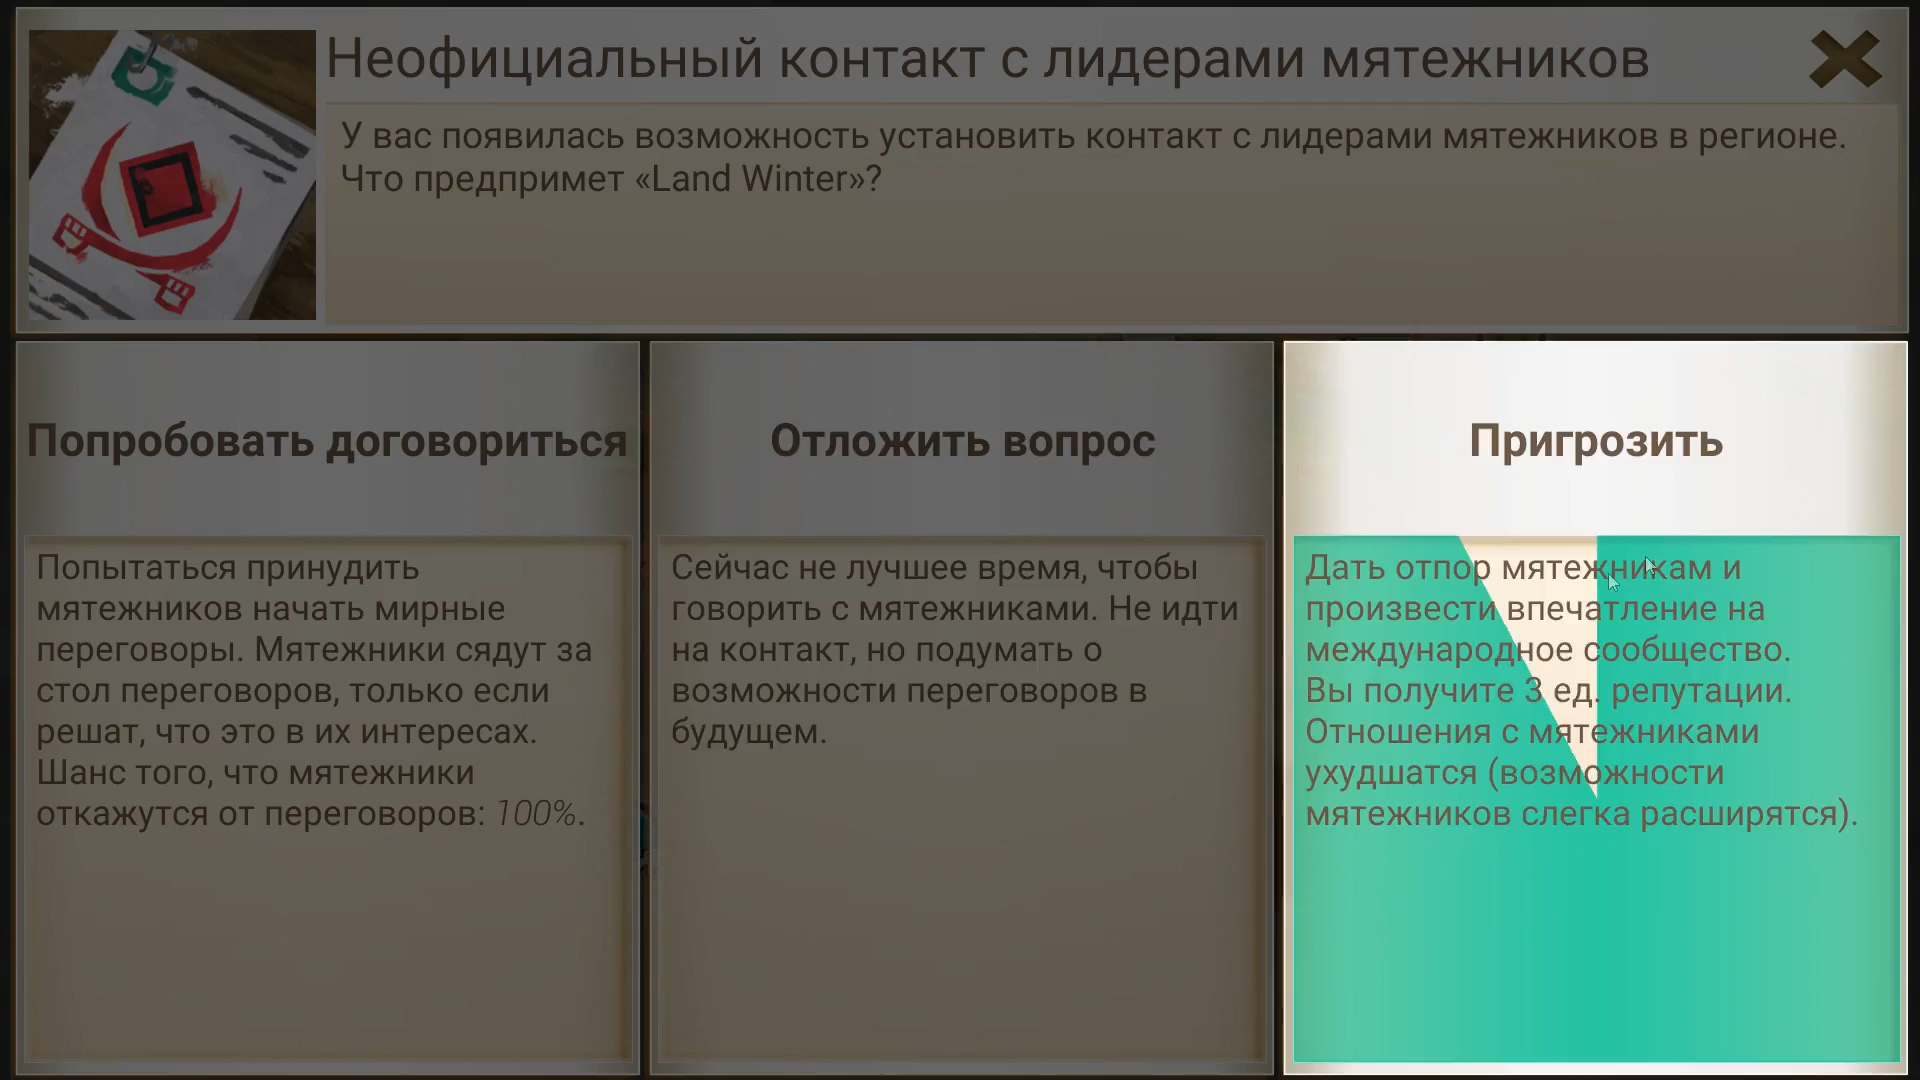 Неофициальный контакт с лидерами мятежников
У вас появилась возможность установить контакт с лидерами мятежников в регионе.
Что предпримет «Land Winter»?
Попробовать договориться
Попытаться принудить
мятежников начать мирные
переговоры. Мятежники сядут за
стол переговоров, только если
решат, что это в их интересах.
Шанс того, что мятежники
откажутся от переговоров: 100%.
Отложить вопрос
Сейчас не лучшее время, чтобы
говорить с мятежниками. Не идти
на контакт, но подумать о
возможности переговоров в
будущем.
Пригрозить
Дать отпор мятежникам и
произвести впечатление на
международное сообщество.
Вы получите 3 ед. репутации.
Отношения с мятежниками
ухудшатся (возможности
мятежников слегка расширятся).